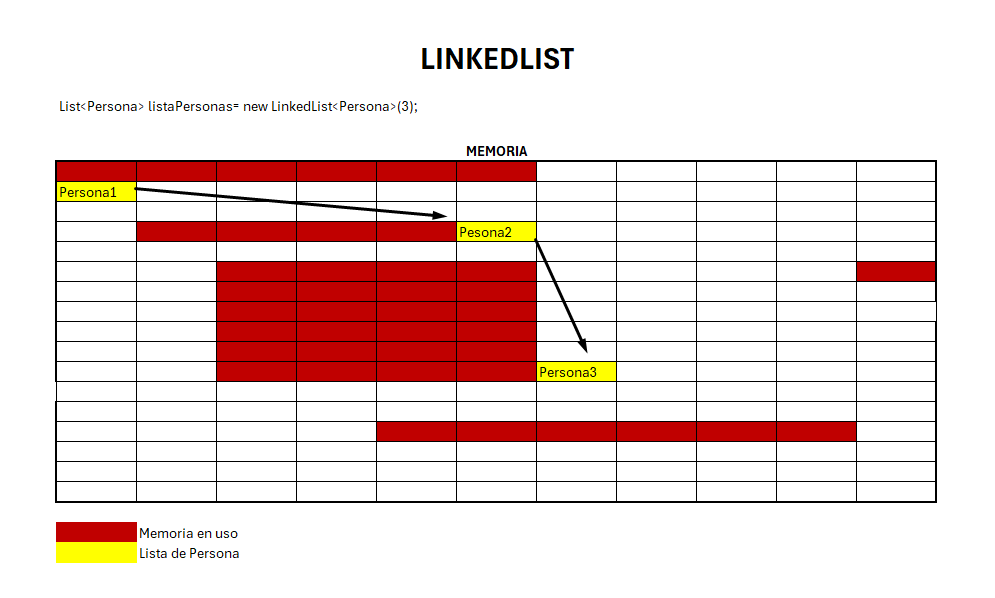 LINKEDLIST
List<Persona> listaPersonas= new LinkedList<Persona>(3);
MEMORIA
Persona1
Pesona2
Persona3
Memoria en uso
Lista de Persona